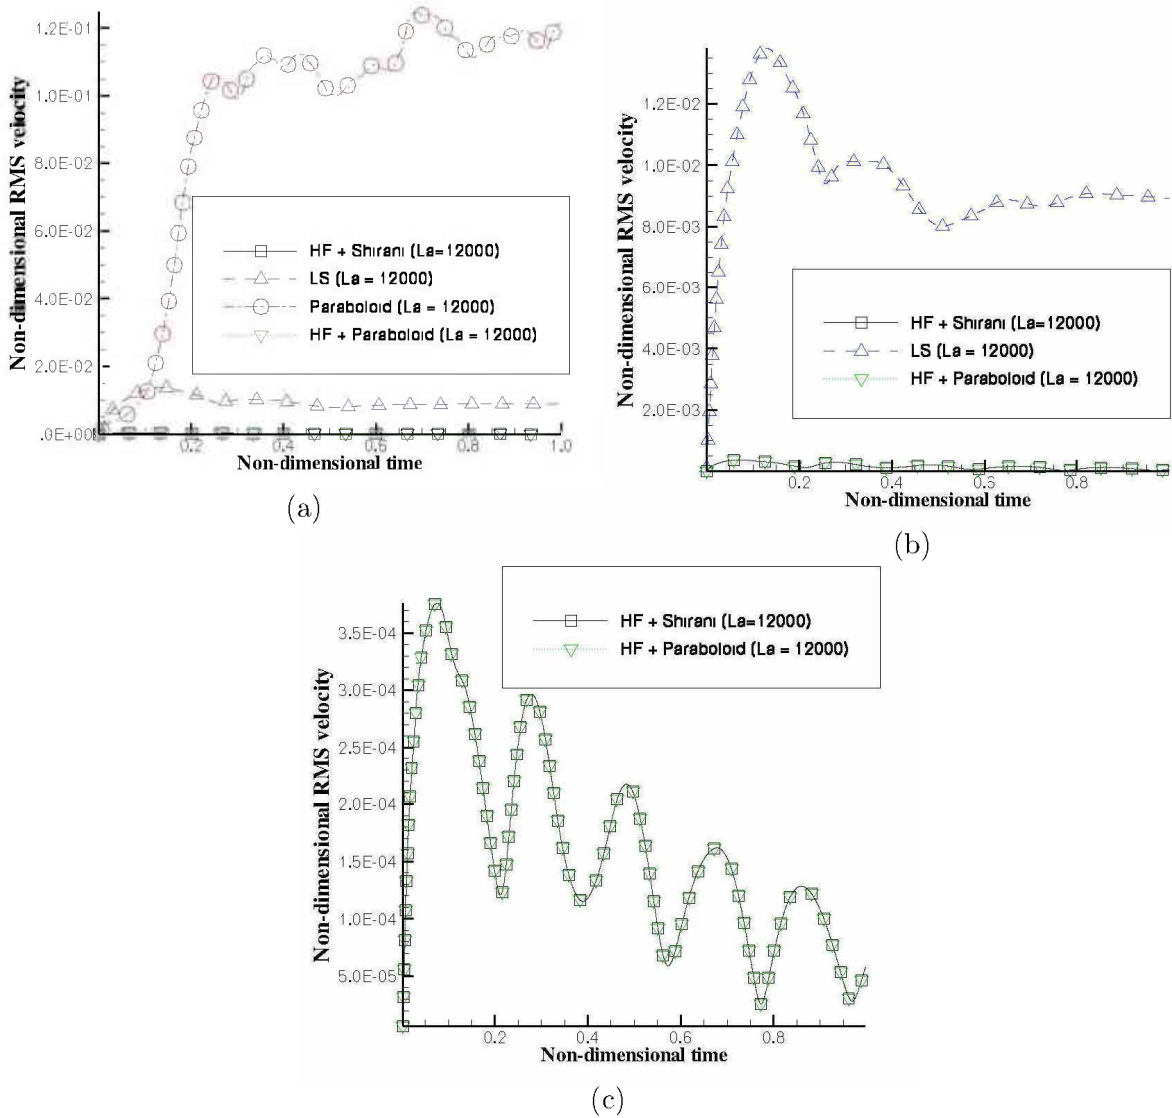 1.2E-01
1.0E-01
8.0E-02
6.0E-02
4.0E-02
2.0E-02
.0E+00
Non-dimensional RMS velocity
HF + Shirani (La=12000)
LS (La = 12000)
Paraboloid (La = 12000)
HF + Paraboloid (La = 12000)
0.2 0.4 0.6 0.8 1.0
Non-dimensional time
(a)
1.2E-02
1.0E-02
8.0E-03
6.0E-03
4.0E-03
2.0E-03
Non-dimensional RMS velocity
HF + Shirani (La=12000)
LS (La = 12000)
HF + Paraboloid (La = 12000)
0.2 0.4 0.6 0.8
Non-dimensional time
(b)
3.5E-04
3.0E-04
2.5E-04
2.0E-04
1.5E-04
1.0E-04
5.0E-05
Non-dimensional RMS velocity
HF + Shirani (La=12000)
HF + Paraboloid (La = 12000)
0.2 0.4 0.6 0.8
Non-dimensional time
(c)